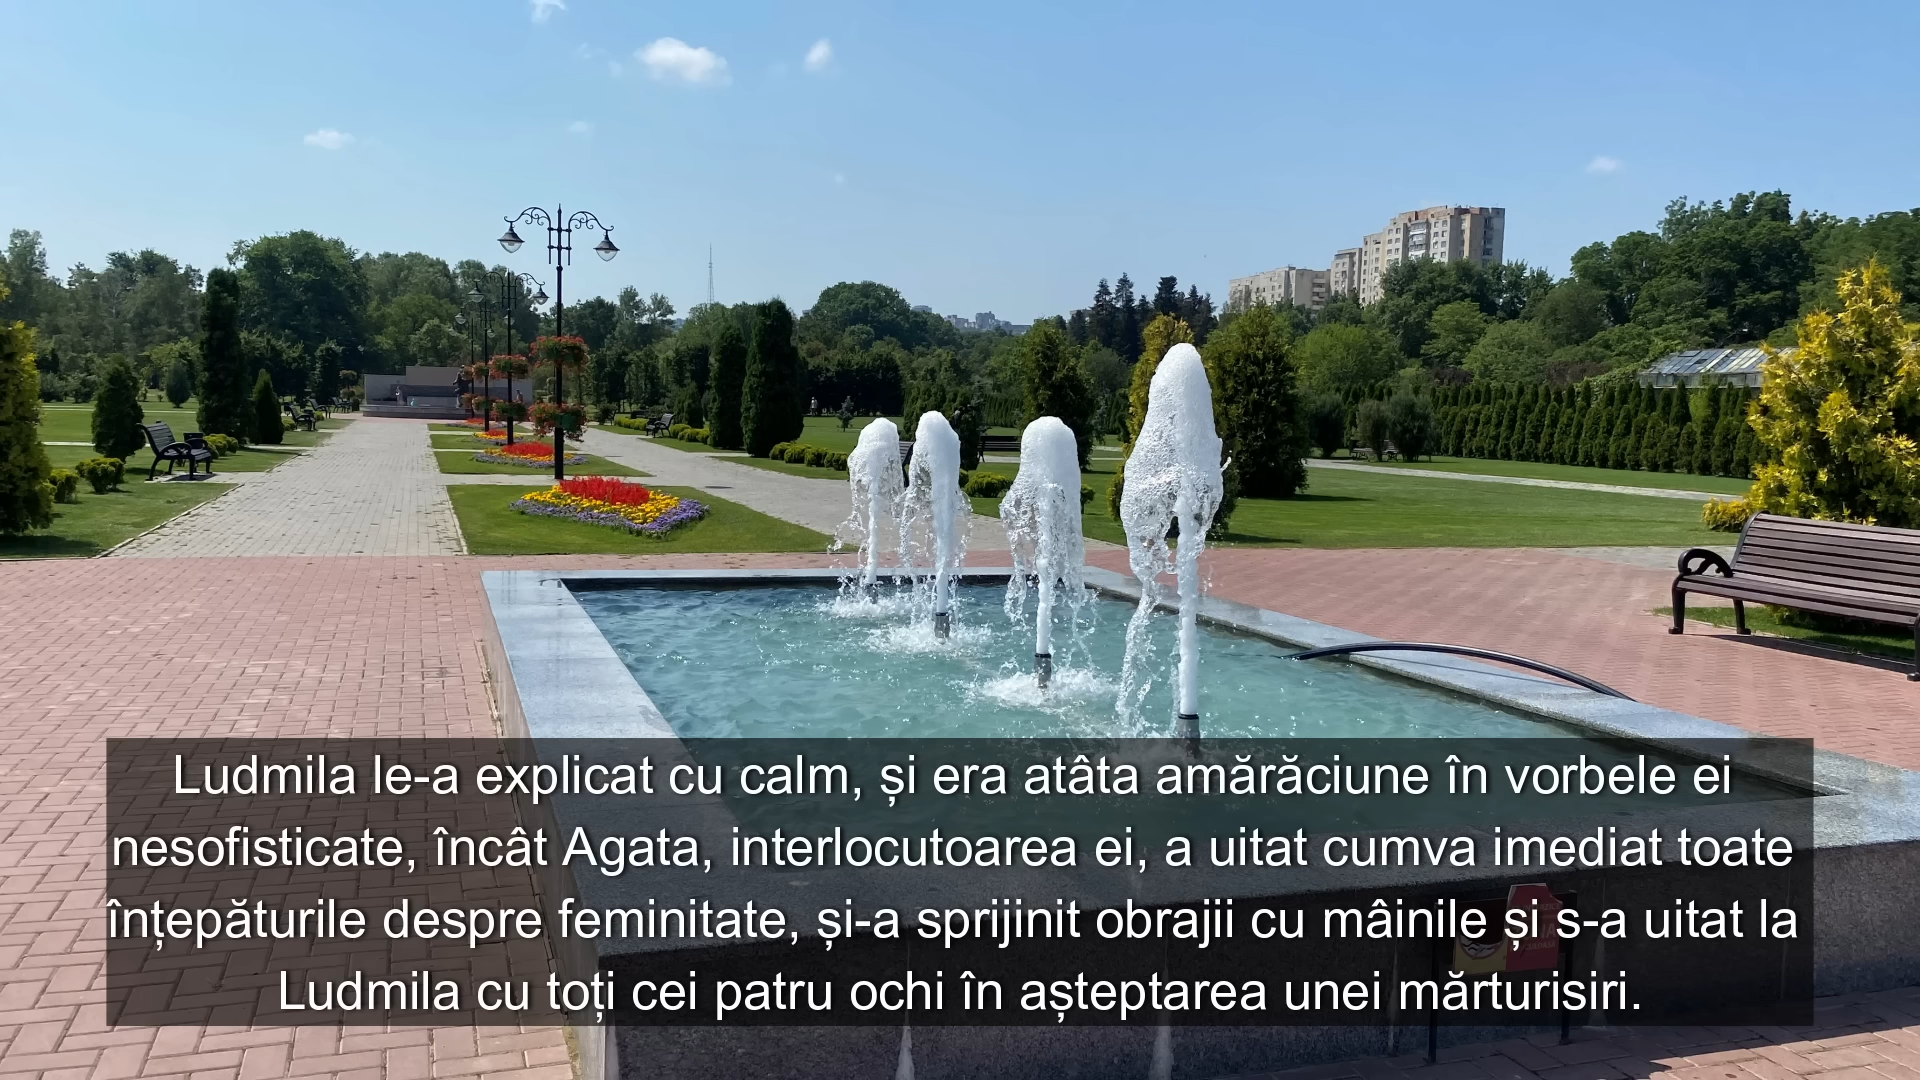 Ludmila le-a explicat cu calm, și era atâta amărăciune în vorbele ei
nesofisticate, încât Agata, interlocutoarea ei, a uitat cumva imediat toate
înțepăturile despre feminitate, și-a sprijinit obrajii cu mâinile și s-a uitat la
Ludmila cu toți cei patru ochi în așteptarea unei mărturisiri.